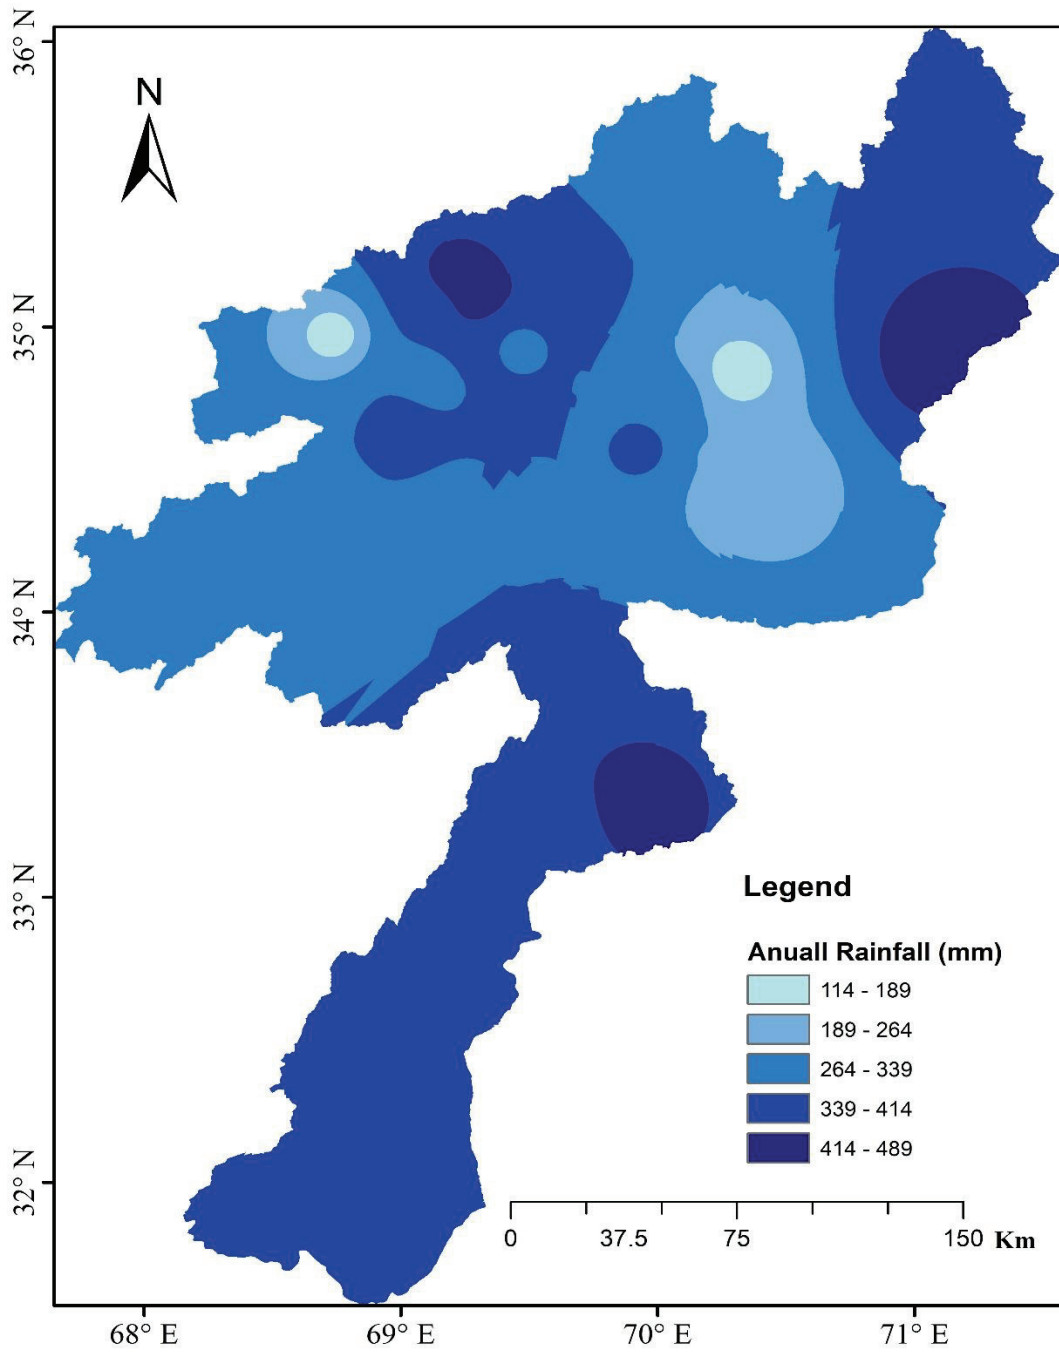 36° N
N
35° N
34° N
33° N
32° N
Legend
Anuall Rainfall (mm)
114 - 189
189 - 264
264 - 339
339 - 414
414 - 489
0 37.5 75 150 Km
68° E 69° E 70° E 71° E